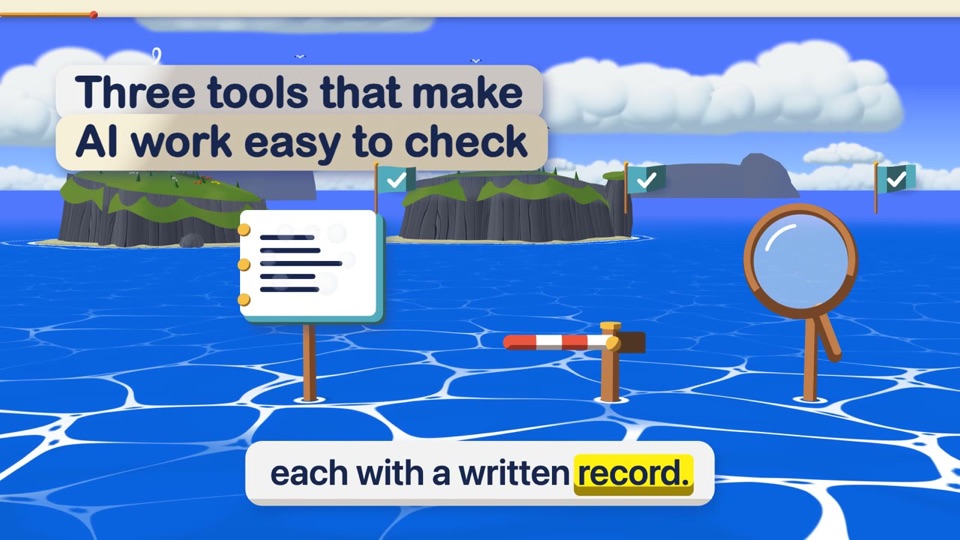 Three tools that make
AI work easy to check
each with a written record.